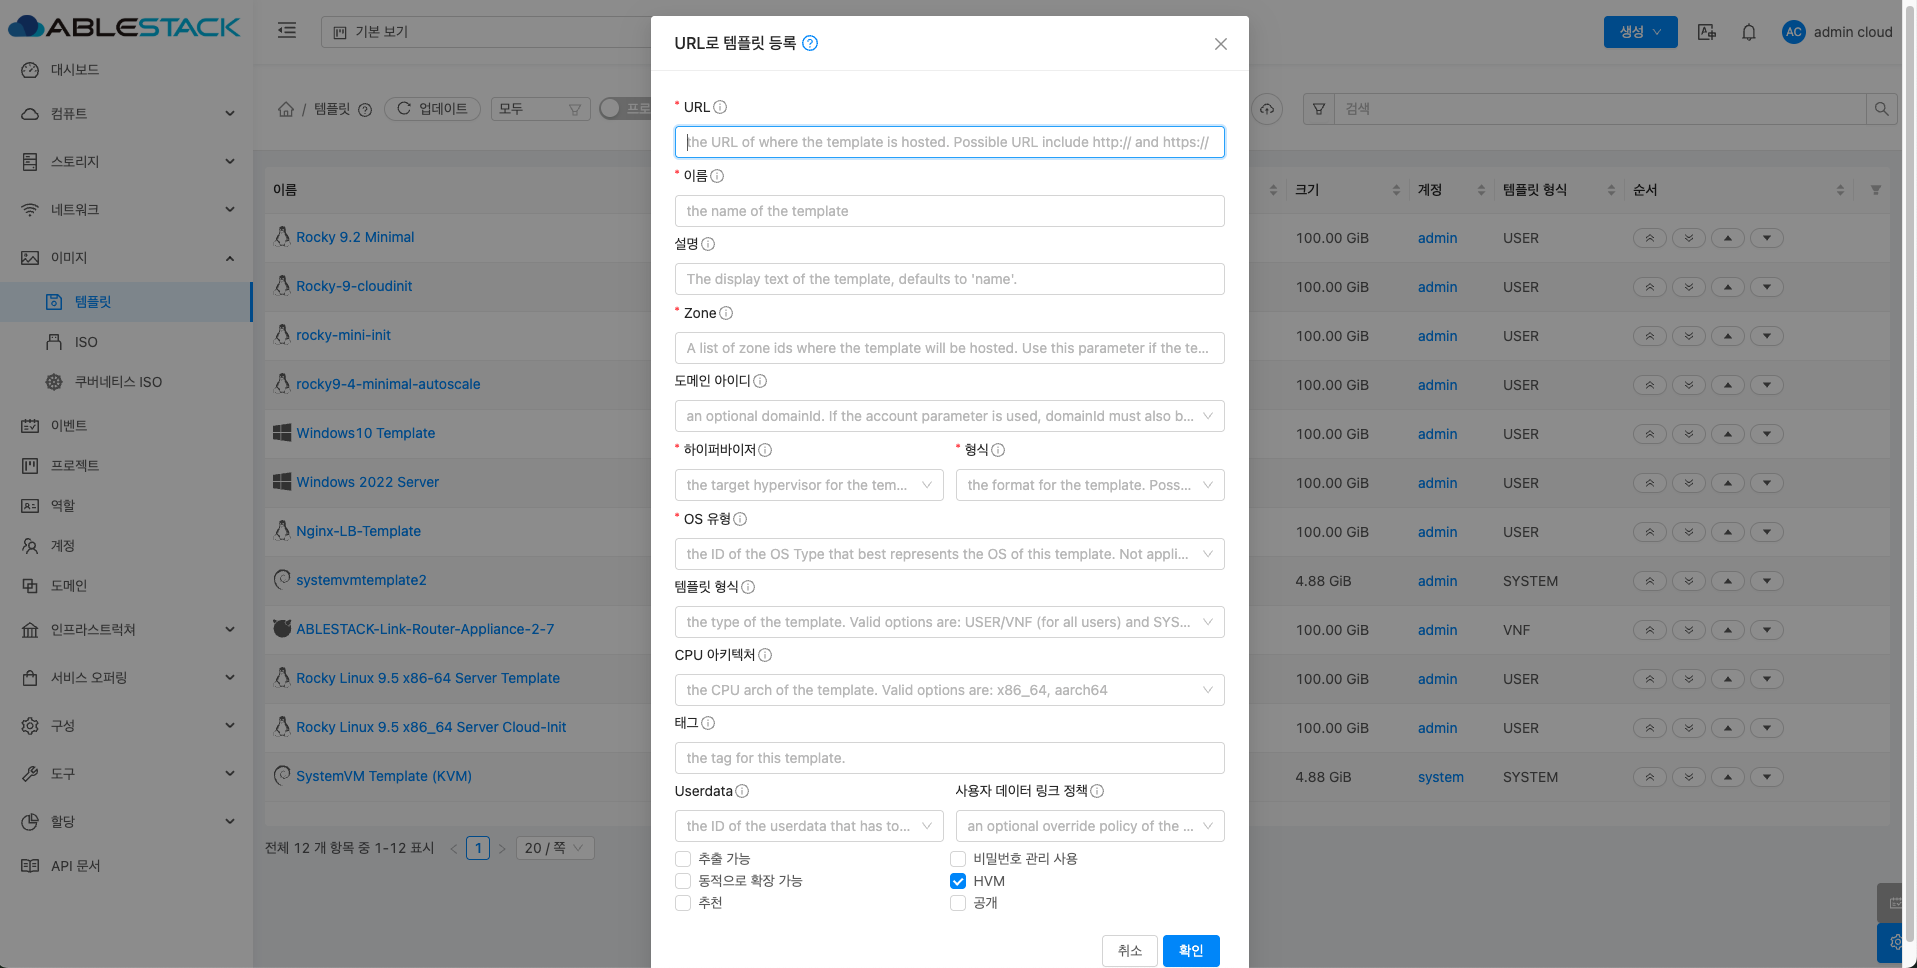 ABLESTACK
기본 보기
생성
AC admin cloud
대시보드
컴퓨트
스토리지
네트워크
이미지
템플릿
ISO
쿠버네티스 ISO
이벤트
프로젝트
역할
계정
도메인
인프라스트럭쳐
서비스 오퍼링
구성
도구
할당
API 문서
/ 템플릿
업데이트
모두
검색
이름
크기
계정
템플릿 형식
순서
Rocky 9.2 Minimal
100.00 GiB admin USER
Rocky-9-cloudinit
100.00 GiB admin USER
rocky-mini-init
100.00 GiB admin USER
rocky9-4-minimal-autoscale
100.00 GiB admin USER
Windows10 Template
100.00 GiB admin USER
Windows 2022 Server
100.00 GiB admin USER
Nginx-LB-Template
100.00 GiB admin USER
systemvmtemplate2
4.88 GiB admin SYSTEM
ABLESTACK-Link-Router-Appliance-2-7
100.00 GiB admin VNF
Rocky Linux 9.5 x86-64 Server Template
100.00 GiB admin USER
Rocky Linux 9.5 x86_64 Server Cloud-Init
100.00 GiB admin USER
SystemVM Template (KVM)
4.88 GiB system SYSTEM
전체 12 개 항목 중 1-12 표시 < 1 > 20 / 쪽
URL로 템플릿 등록
* URL
the URL of where the template is hosted. Possible URL include http:// and https://
* 이름
the name of the template
설명
The display text of the template, defaults to 'name'.
* Zone
A list of zone ids where the template will be hosted. Use this parameter if the te...
도메인 아이디
an optional domainId. If the account parameter is used, domainId must also b...
* 하이퍼바이저
the target hypervisor for the tem...
* 형식
the format for the template. Poss...
* OS 유형
the ID of the OS Type that best represents the OS of this template. Not appli...
템플릿 형식
the type of the template. Valid options are: USER/VNF (for all users) and SYS...
CPU 아키텍처
the CPU arch of the template. Valid options are: x86_64, aarch64
태그
the tag for this template.
Userdata
the ID of the userdata that has to...
사용자 데이터 링크 정책
an optional override policy of the ...
추출 가능
비밀번호 관리 사용
동적으로 확장 가능
HVM
추천
공개
취소
확인